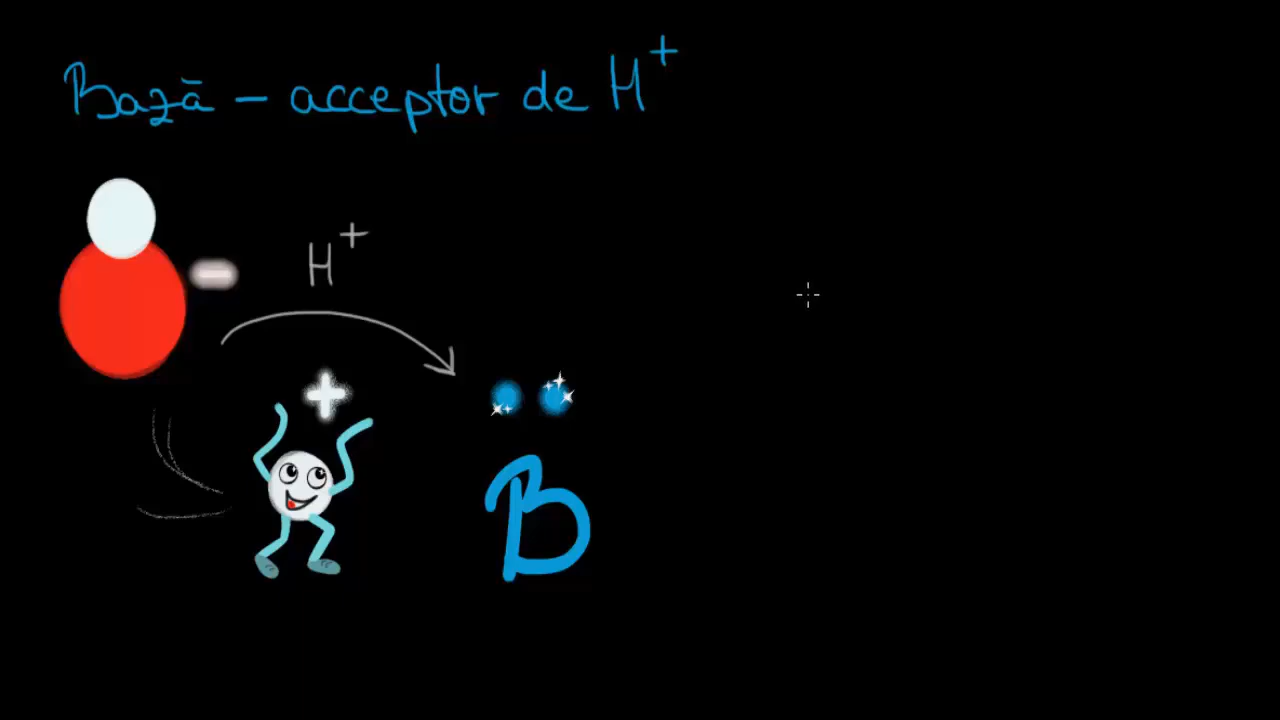 Bază – acceptor de H⁺
H⁺
B